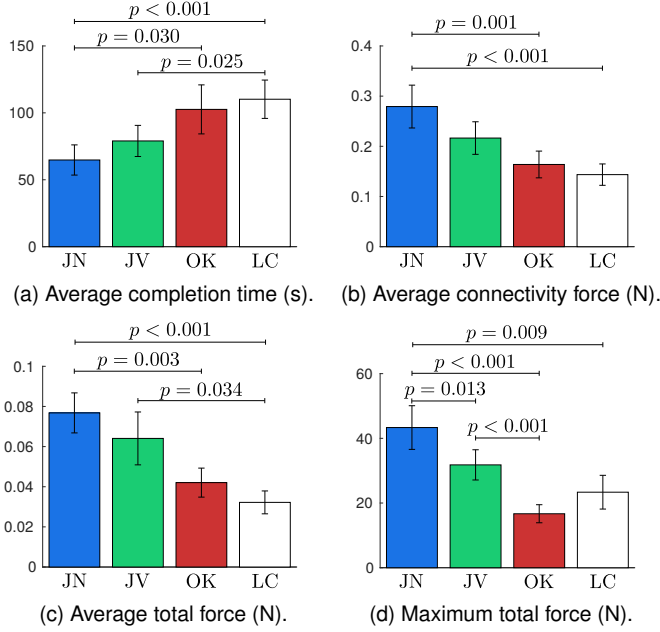 p < 0.001
p = 0.030
p = 0.025
150
100
50
0
JN JV OK LC
(a) Average completion time (s).
p = 0.001
p < 0.001
0.4
0.3
0.2
0.1
0
JN JV OK LC
(b) Average connectivity force (N).
p < 0.001
p = 0.003
p = 0.034
0.1
0.08
0.06
0.04
0.02
0
JN JV OK LC
(c) Average total force (N).
p = 0.009
p < 0.001
p = 0.013
p < 0.001
60
40
20
0
JN JV OK LC
(d) Maximum total force (N).